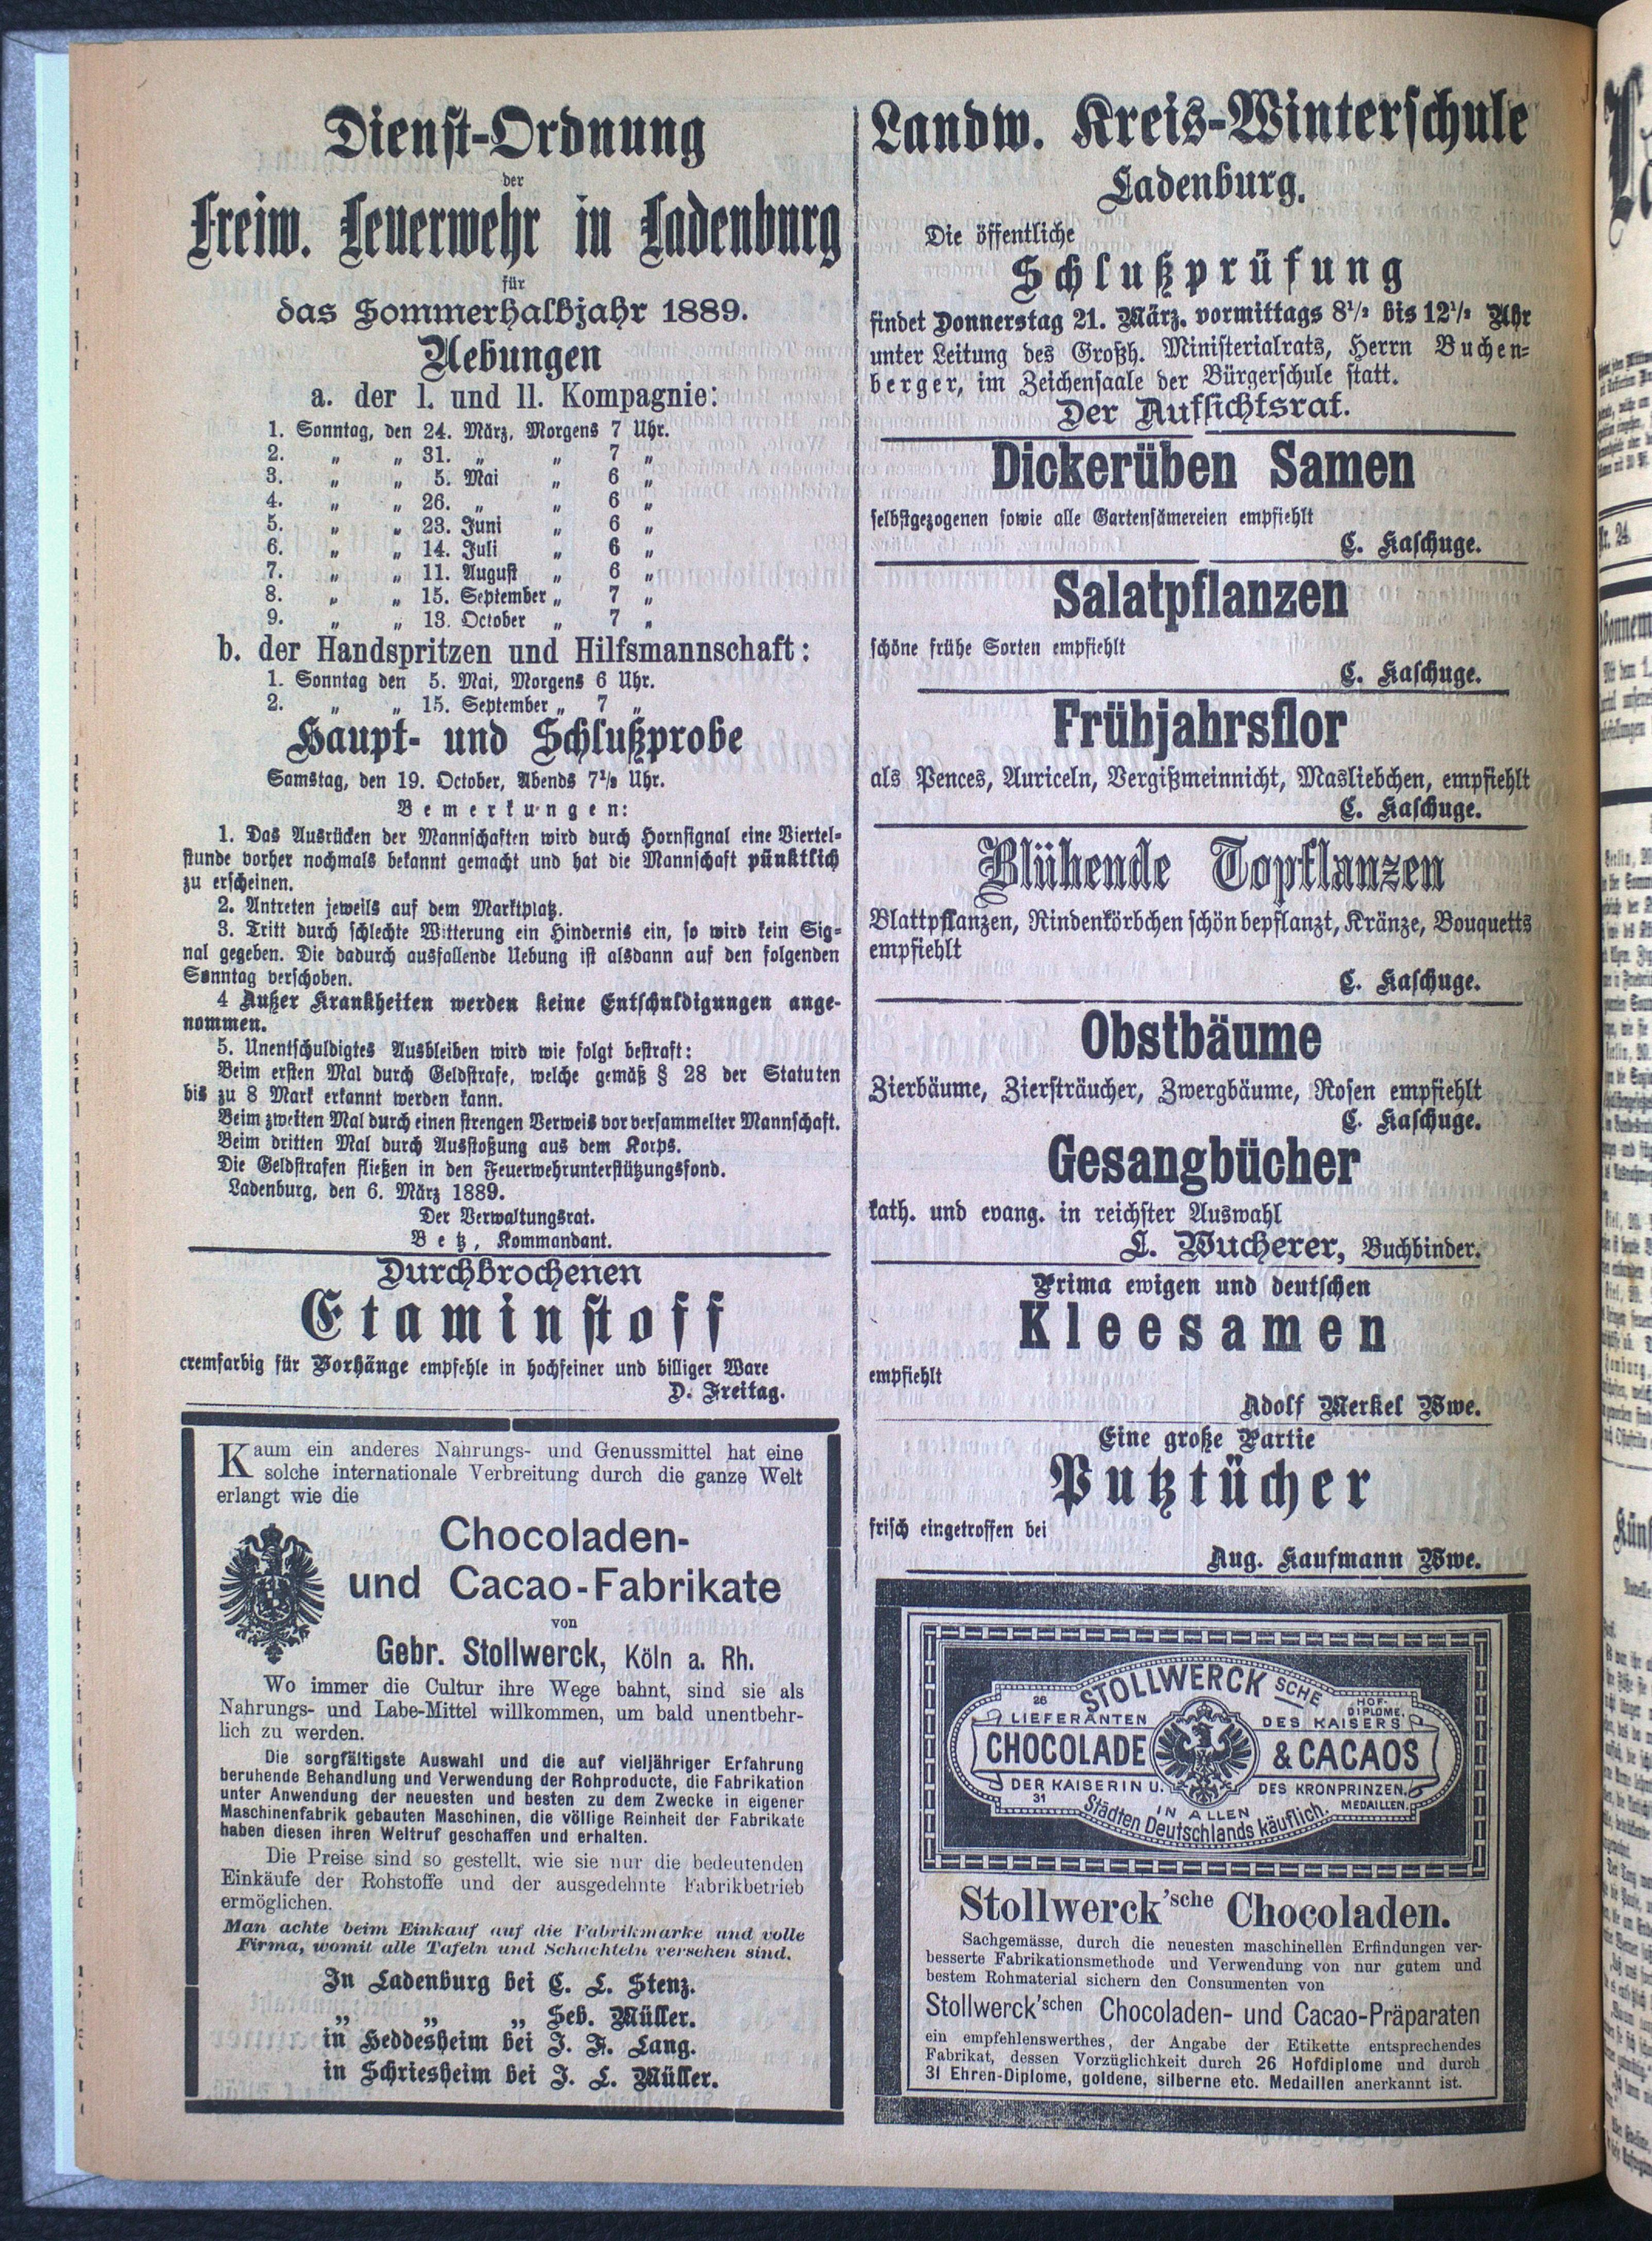 Dienst-Ordnung
der
Freiw. Feuerwehr in Ladenburg
für
das Sommerhalbjahr 1889.
Uebungen
a. der I. und II. Kompagnie:
1. Sonntag, den 24. März, Morgens 7 Uhr.
2. „ „ 31. „ „ 7 „
3. „ „ 5. Mai „ 6 „
4. „ „ 26. „ „ 6 „
5. „ „ 23. Juni „ 6 „
6. „ „ 14. Juli „ 6 „
7. „ „ 11. August „ 6 „
8. „ „ 15. September „ 7 „
9. „ „ 13. October „ 7 „
b. der Handspritzen und Hilfsmannschaft:
1. Sonntag den 5. Mai, Morgens 6 Uhr.
2. „ „ 15. September „ 7 „
Haupt- und Schlußprobe
Samstag, den 19. October, Abends 7½ Uhr.
Bemerkungen:
1. Das Ausrücken der Mannschaften wird durch Hornsignal eine Viertel-
stunde vorher nochmals bekannt gemacht und hat die Mannschaft pünktlich
zu erscheinen.
2. Antreten jeweils auf dem Marktplatz.
3. Tritt durch schlechte Witterung ein Hindernis ein, so wird kein Sig-
nal gegeben. Die dadurch ausfallende Uebung ist alsdann auf den folgenden
Sonntag verschoben.
4 Außer Krankheiten werden keine Entschuldigungen ange-
nommen.
5. Unentschuldigtes Ausbleiben wird wie folgt bestraft:
Beim ersten Mal durch Geldstrafe, welche gemäß § 28 der Statuten
bis zu 8 Mark erkannt werden kann.
Beim zweiten Mal durch einen strengen Verweis vor versammelter Mannschaft.
Beim dritten Mal durch Ausstoßung aus dem Korps.
Die Geldstrafen fließen in den Feuerwehrunterstützungsfond.
Ladenburg, den 6. März 1889.
Der Verwaltungsrat.
Betz, Kommandant.
Durchbrochenen
Etaminstoff
cremfarbig für Vorhänge empfehle in hochfeiner und billiger Ware
D. Freitag.
Kaum ein anderes Nahrungs- und Genussmittel hat eine
solche internationale Verbreitung durch die ganze Welt
erlangt wie die
Chocoladen-
und Cacao-Fabrikate
von
Gebr. Stollwerck, Köln a. Rh.
Wo immer die Cultur ihre Wege bahnt, sind sie als
Nahrungs- und Labe-Mittel willkommen, um bald unentbehr-
lich zu werden.
Die sorgfältigste Auswahl und die auf vieljähriger Erfahrung
beruhende Behandlung und Verwendung der Rohproducte, die Fabrikation
unter Anwendung der neuesten und besten zu dem Zwecke in eigener
Maschinenfabrik gebauten Maschinen, die völlige Reinheit der Fabrikate
haben diesen ihren Weltruf geschaffen und erhalten.
Die Preise sind so gestellt, wie sie nur die bedeutenden
Einkäufe der Rohstoffe und der ausgedehnte Fabrikbetrieb
ermöglichen.
Man achte beim Einkauf auf die Fabrikmarke und volle
Firma, womit alle Tafeln und Schachteln versehen sind.
In Ladenburg bei C. L. Stenz.
„ „ „ Seb. Müller.
in Heddesheim bei J. F. Lang.
in Schriesheim bei J. L. Müller.
Landw. Kreis-Winterschule
Ladenburg.
Die öffentliche
Schlußprüfung
findet Donnerstag 21. März. vormittags 8½ bis 12½ Uhr
unter Leitung des Großh. Ministerialrats, Herrn Buchen-
berger, im Zeichensaale der Bürgerschule statt.
Der Aufsichtsrat.
Dickerüben Samen
selbstgezogenen sowie alle Gartensämereien empfiehlt
C. Kaschuge.
Salatpflanzen
schöne frühe Sorten empfiehlt
C. Kaschuge.
Frühjahrsflor
als Pences, Auriceln, Vergißmeinnicht, Masliebchen, empfiehlt
C. Kaschuge.
Blühende Topflanzen
Blattpflanzen, Rindenkörbchen schön bepflanzt, Kränze, Bouquetts
empfiehlt
C. Kaschuge.
Obstbäume
Zierbäume, Ziersträucher, Zwergbäume, Rosen empfiehlt
C. Kaschuge.
Gesangbücher
kath. und evang. in reichster Auswahl
L. Wucherer, Buchbinder.
Prima ewigen und deutschen
Kleesamen
empfiehlt
Adolf Merkel Wwe.
Eine große Partie
Putztücher
frisch eingetroffen bei
Aug. Kaufmann Wwe.
STOLLWERCK SCHE
26 HOF-DIPLOME.
LIEFERANTEN DES KAISERS
CHOCOLADE & CACAOS
DER KAISERIN U. DES KRONPRINZEN.
31 MEDAILLEN.
IN ALLEN
Städten Deutschlands käuflich.
Stollwerck'sche Chocoladen.
Sachgemässe, durch die neuesten maschinellen Erfindungen ver-
besserte Fabrikationsmethode und Verwendung von nur gutem und
bestem Rohmaterial sichern den Consumenten von
Stollwerck'schen Chocoladen- und Cacao-Präparaten
ein empfehlenswerthes, der Angabe der Etikette entsprechendes
Fabrikat, dessen Vorzüglichkeit durch 26 Hofdiplome und durch
31 Ehren-Diplome, goldene, silberne etc. Medaillen anerkannt ist.